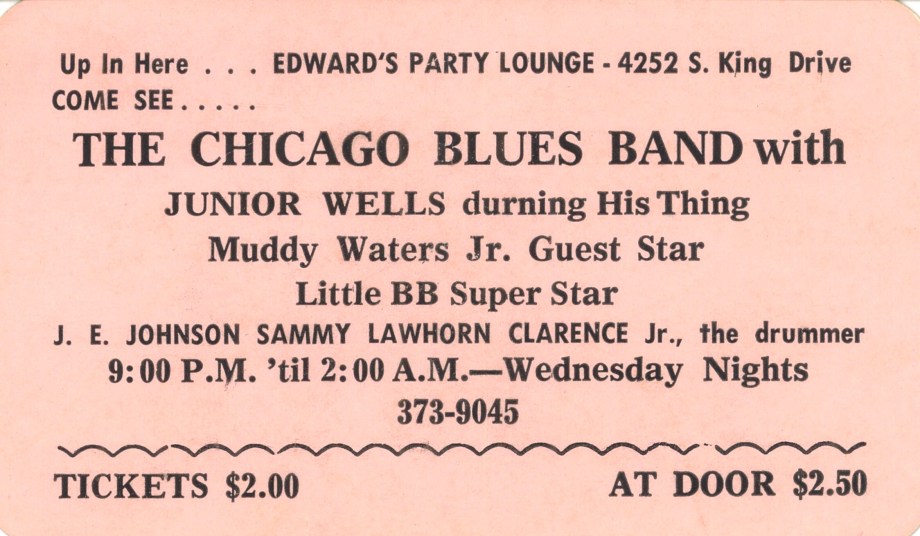 Up In Here . . . EDWARD'S PARTY LOUNGE - 4252 S. King Drive
COME SEE.....
THE CHICAGO BLUES BAND with
JUNIOR WELLS durning His Thing
Muddy Waters Jr. Guest Star
Little BB Super Star
J. E. JOHNSON SAMMY LAWHORN CLARENCE Jr., the drummer
9:00 P.M. 'til 2:00 A.M.—Wednesday Nights
373-9045
TICKETS $2.00 AT DOOR $2.50